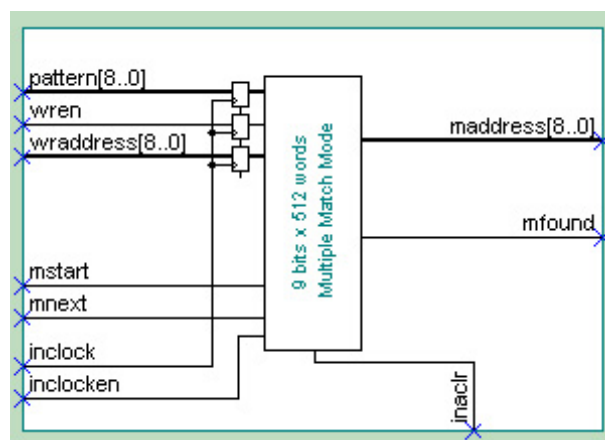 pattern[8..0]
wren
wraddress[8..0]
maddress[8..0]
mfound
9 bits x 512 words
Multiple Match Mode
mstart
mnext
inclock
inclocken
inaclr